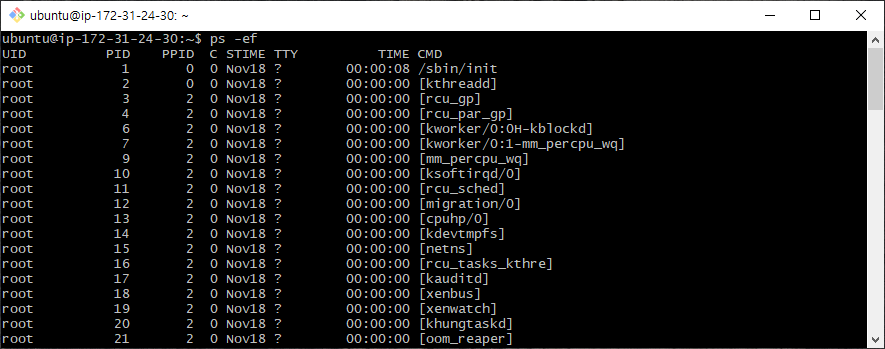 ubuntu@ip-172-31-24-30: ~
ubuntu@ip-172-31-24-30:~$ ps -ef
UID          PID    PPID  C STIME TTY          TIME CMD
root           1       0  0 Nov18 ?        00:00:08 /sbin/init
root           2       0  0 Nov18 ?        00:00:00 [kthreadd]
root           3       2  0 Nov18 ?        00:00:00 [rcu_gp]
root           4       2  0 Nov18 ?        00:00:00 [rcu_par_gp]
root           6       2  0 Nov18 ?        00:00:00 [kworker/0:0H-kblockd]
root           7       2  0 Nov18 ?        00:00:00 [kworker/0:1-mm_percpu_wq]
root           9       2  0 Nov18 ?        00:00:00 [mm_percpu_wq]
root          10       2  0 Nov18 ?        00:00:00 [ksoftirqd/0]
root          11       2  0 Nov18 ?        00:00:00 [rcu_sched]
root          12       2  0 Nov18 ?        00:00:00 [migration/0]
root          13       2  0 Nov18 ?        00:00:00 [cpuhp/0]
root          14       2  0 Nov18 ?        00:00:00 [kdevtmpfs]
root          15       2  0 Nov18 ?        00:00:00 [netns]
root          16       2  0 Nov18 ?        00:00:00 [rcu_tasks_kthre]
root          17       2  0 Nov18 ?        00:00:00 [kauditd]
root          18       2  0 Nov18 ?        00:00:00 [xenbus]
root          19       2  0 Nov18 ?        00:00:00 [xenwatch]
root          20       2  0 Nov18 ?        00:00:00 [khungtaskd]
root          21       2  0 Nov18 ?        00:00:00 [oom_reaper]